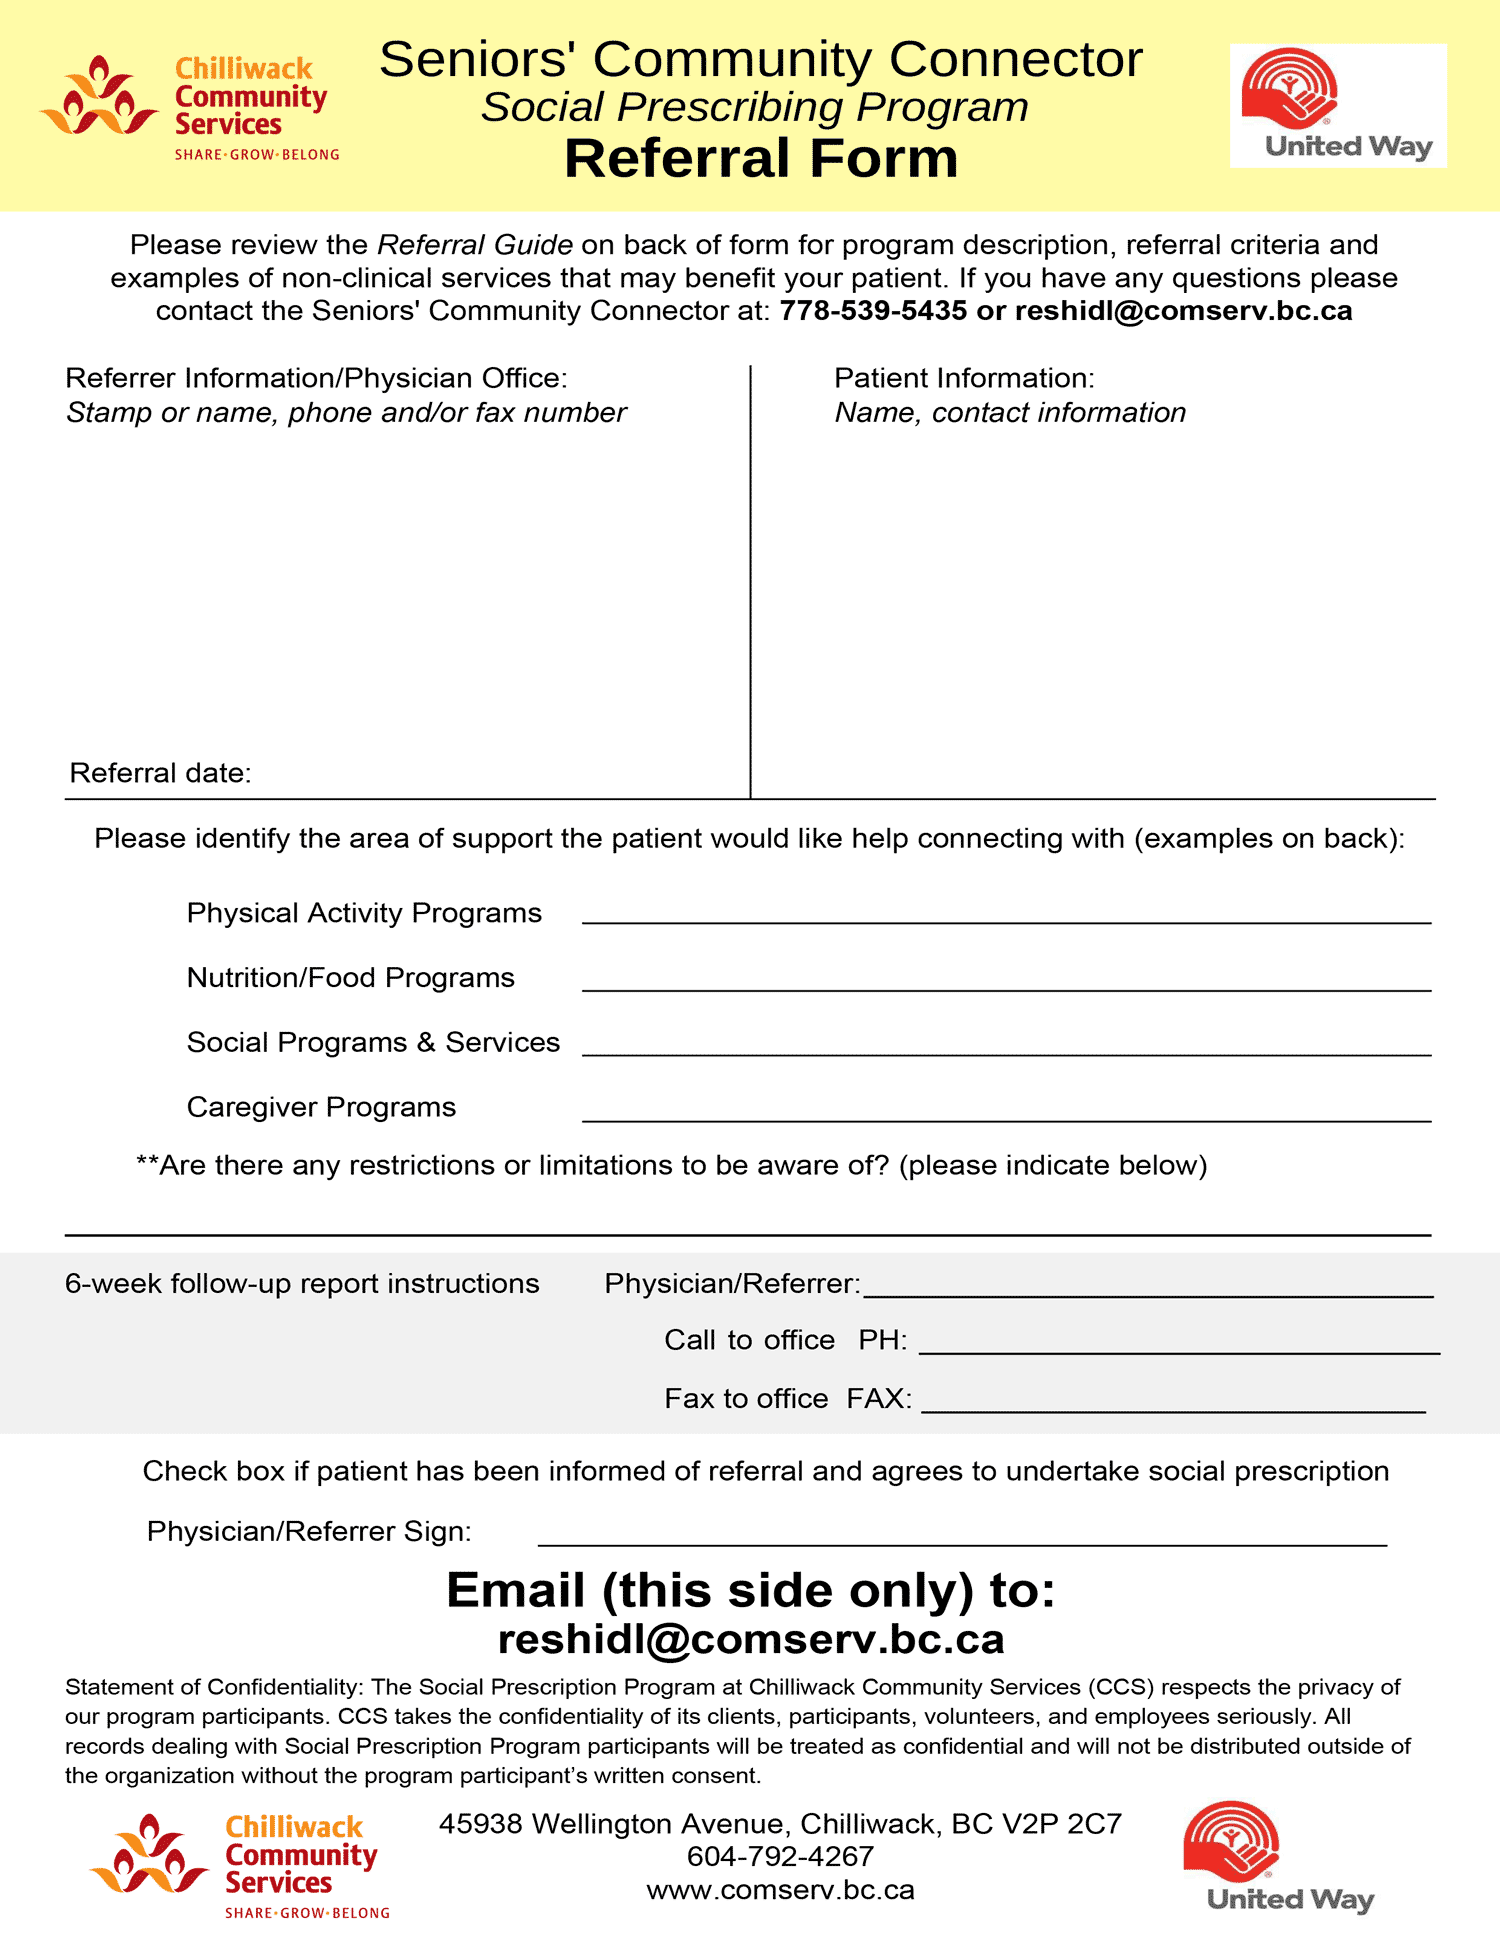 Chilliwack
Community
Services
SHARE•GROW•BELONG
Seniors' Community Connector
Social Prescribing Program
Referral Form
United Way
Please review the Referral Guide on back of form for program description, referral criteria and
examples of non-clinical services that may benefit your patient. If you have any questions please
contact the Seniors' Community Connector at: 778-539-5435 or reshidl@comserv.bc.ca
Referrer Information/Physician Office:
Stamp or name, phone and/or fax number
Patient Information:
Name, contact information
Referral date:
Please identify the area of support the patient would like help connecting with (examples on back):
Physical Activity Programs
Nutrition/Food Programs
Social Programs & Services
Caregiver Programs
**Are there any restrictions or limitations to be aware of? (please indicate below)
6-week follow-up report instructions
Physician/Referrer:
Call to office PH:
Fax to office FAX:
Check box if patient has been informed of referral and agrees to undertake social prescription
Physician/Referrer Sign:
Email (this side only) to:
reshidl@comserv.bc.ca
Statement of Confidentiality: The Social Prescription Program at Chilliwack Community Services (CCS) respects the privacy of
our program participants. CCS takes the confidentiality of its clients, participants, volunteers, and employees seriously. All
records dealing with Social Prescription Program participants will be treated as confidential and will not be distributed outside of
the organization without the program participant’s written consent.
Chilliwack
Community
Services
SHARE•GROW•BELONG
45938 Wellington Avenue, Chilliwack, BC V2P 2C7
604-792-4267
www.comserv.bc.ca
United Way